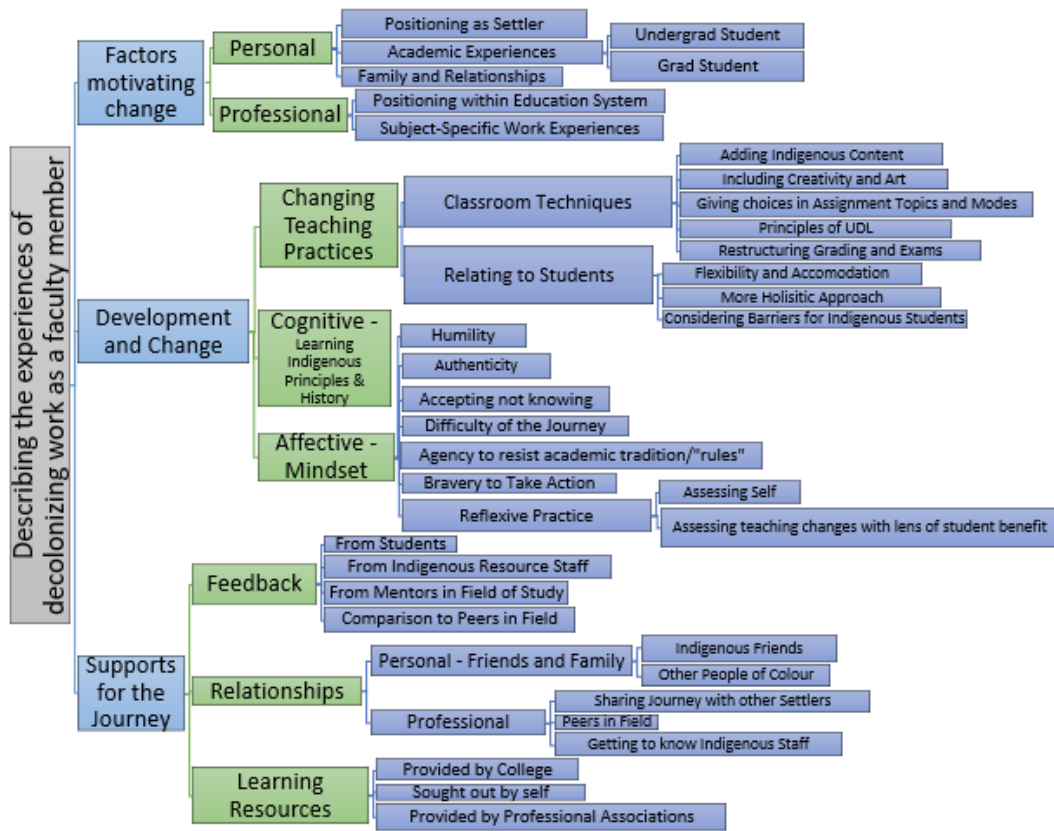 Describing the experiences of
decolonizing work as a faculty member
Factors
motivating
change
Personal
Positioning as Settler
Academic Experiences
Undergrad Student
Grad Student
Family and Relationships
Professional
Positioning within Education System
Subject-Specific Work Experiences
Development
and Change
Changing
Teaching
Practices
Classroom Techniques
Adding Indigenous Content
Including Creativity and Art
Giving choices in Assignment Topics and Modes
Principles of UDL
Restructuring Grading and Exams
Relating to Students
Flexibility and Accomodation
More Holisitic Approach
Considering Barriers for Indigenous Students
Cognitive -
Learning
Indigenous
Principles &
History
Affective -
Mindset
Humility
Authenticity
Accepting not knowing
Difficulty of the Journey
Agency to resist academic tradition/"rules"
Bravery to Take Action
Reflexive Practice
Assessing Self
Assessing teaching changes with lens of student benefit
Supports
for the
Journey
Feedback
From Students
From Indigenous Resource Staff
From Mentors in Field of Study
Comparison to Peers in Field
Relationships
Personal - Friends and Family
Indigenous Friends
Other People of Colour
Professional
Sharing Journey with other Settlers
Peers in Field
Getting to know Indigenous Staff
Learning
Resources
Provided by College
Sought out by self
Provided by Professional Associations